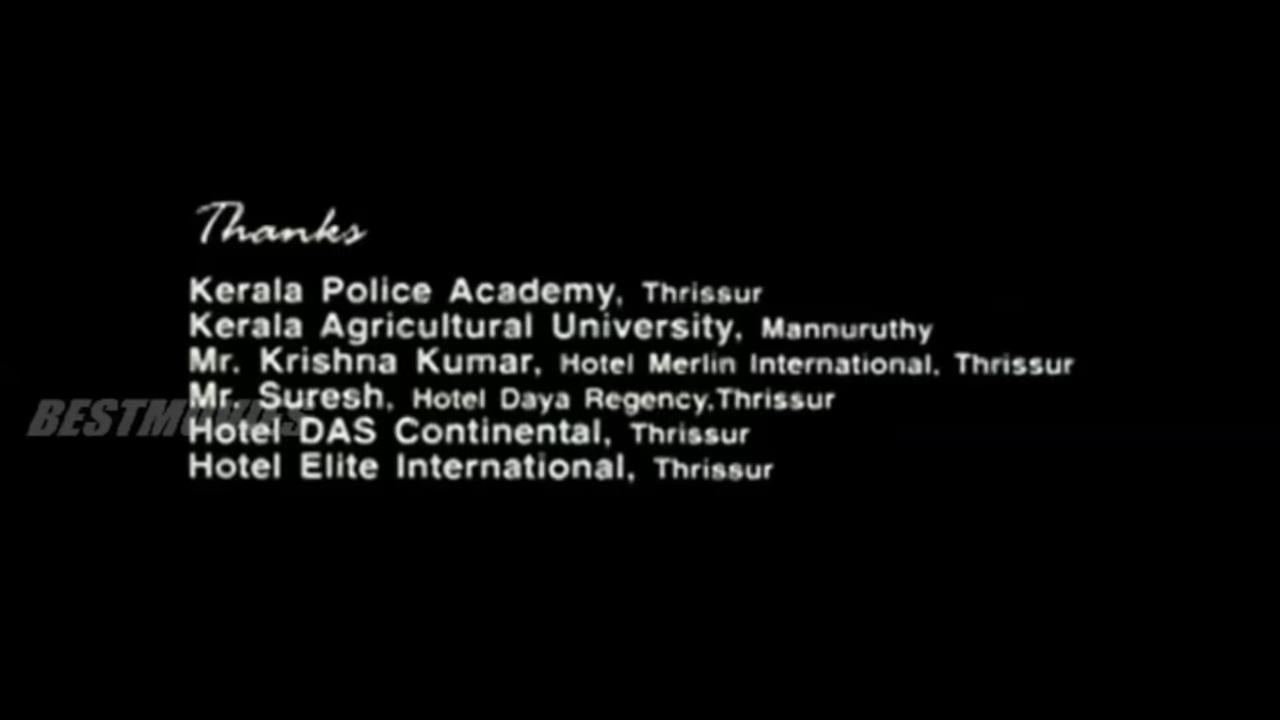 Thanks
Kerala Police Academy, Thrissur
Kerala Agricultural University, Mannuruthy
Mr. Krishna Kumar, Hotel Merlin International, Thrissur
Mr. Suresh, Hotel Daya Regency,Thrissur
BESTMOVIES
Hotel DAS Continental, Thrissur
Hotel Elite International, Thrissur